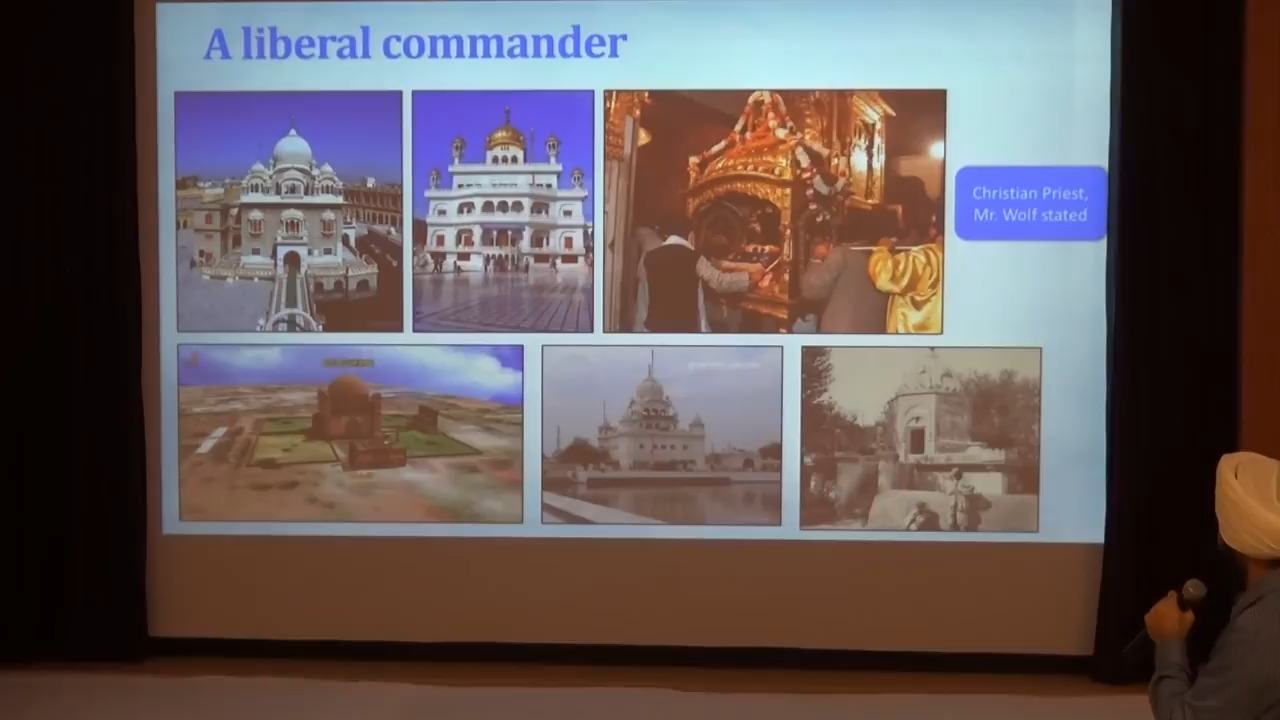 A liberal commander
Christian Priest,
Mr. Wolf stated